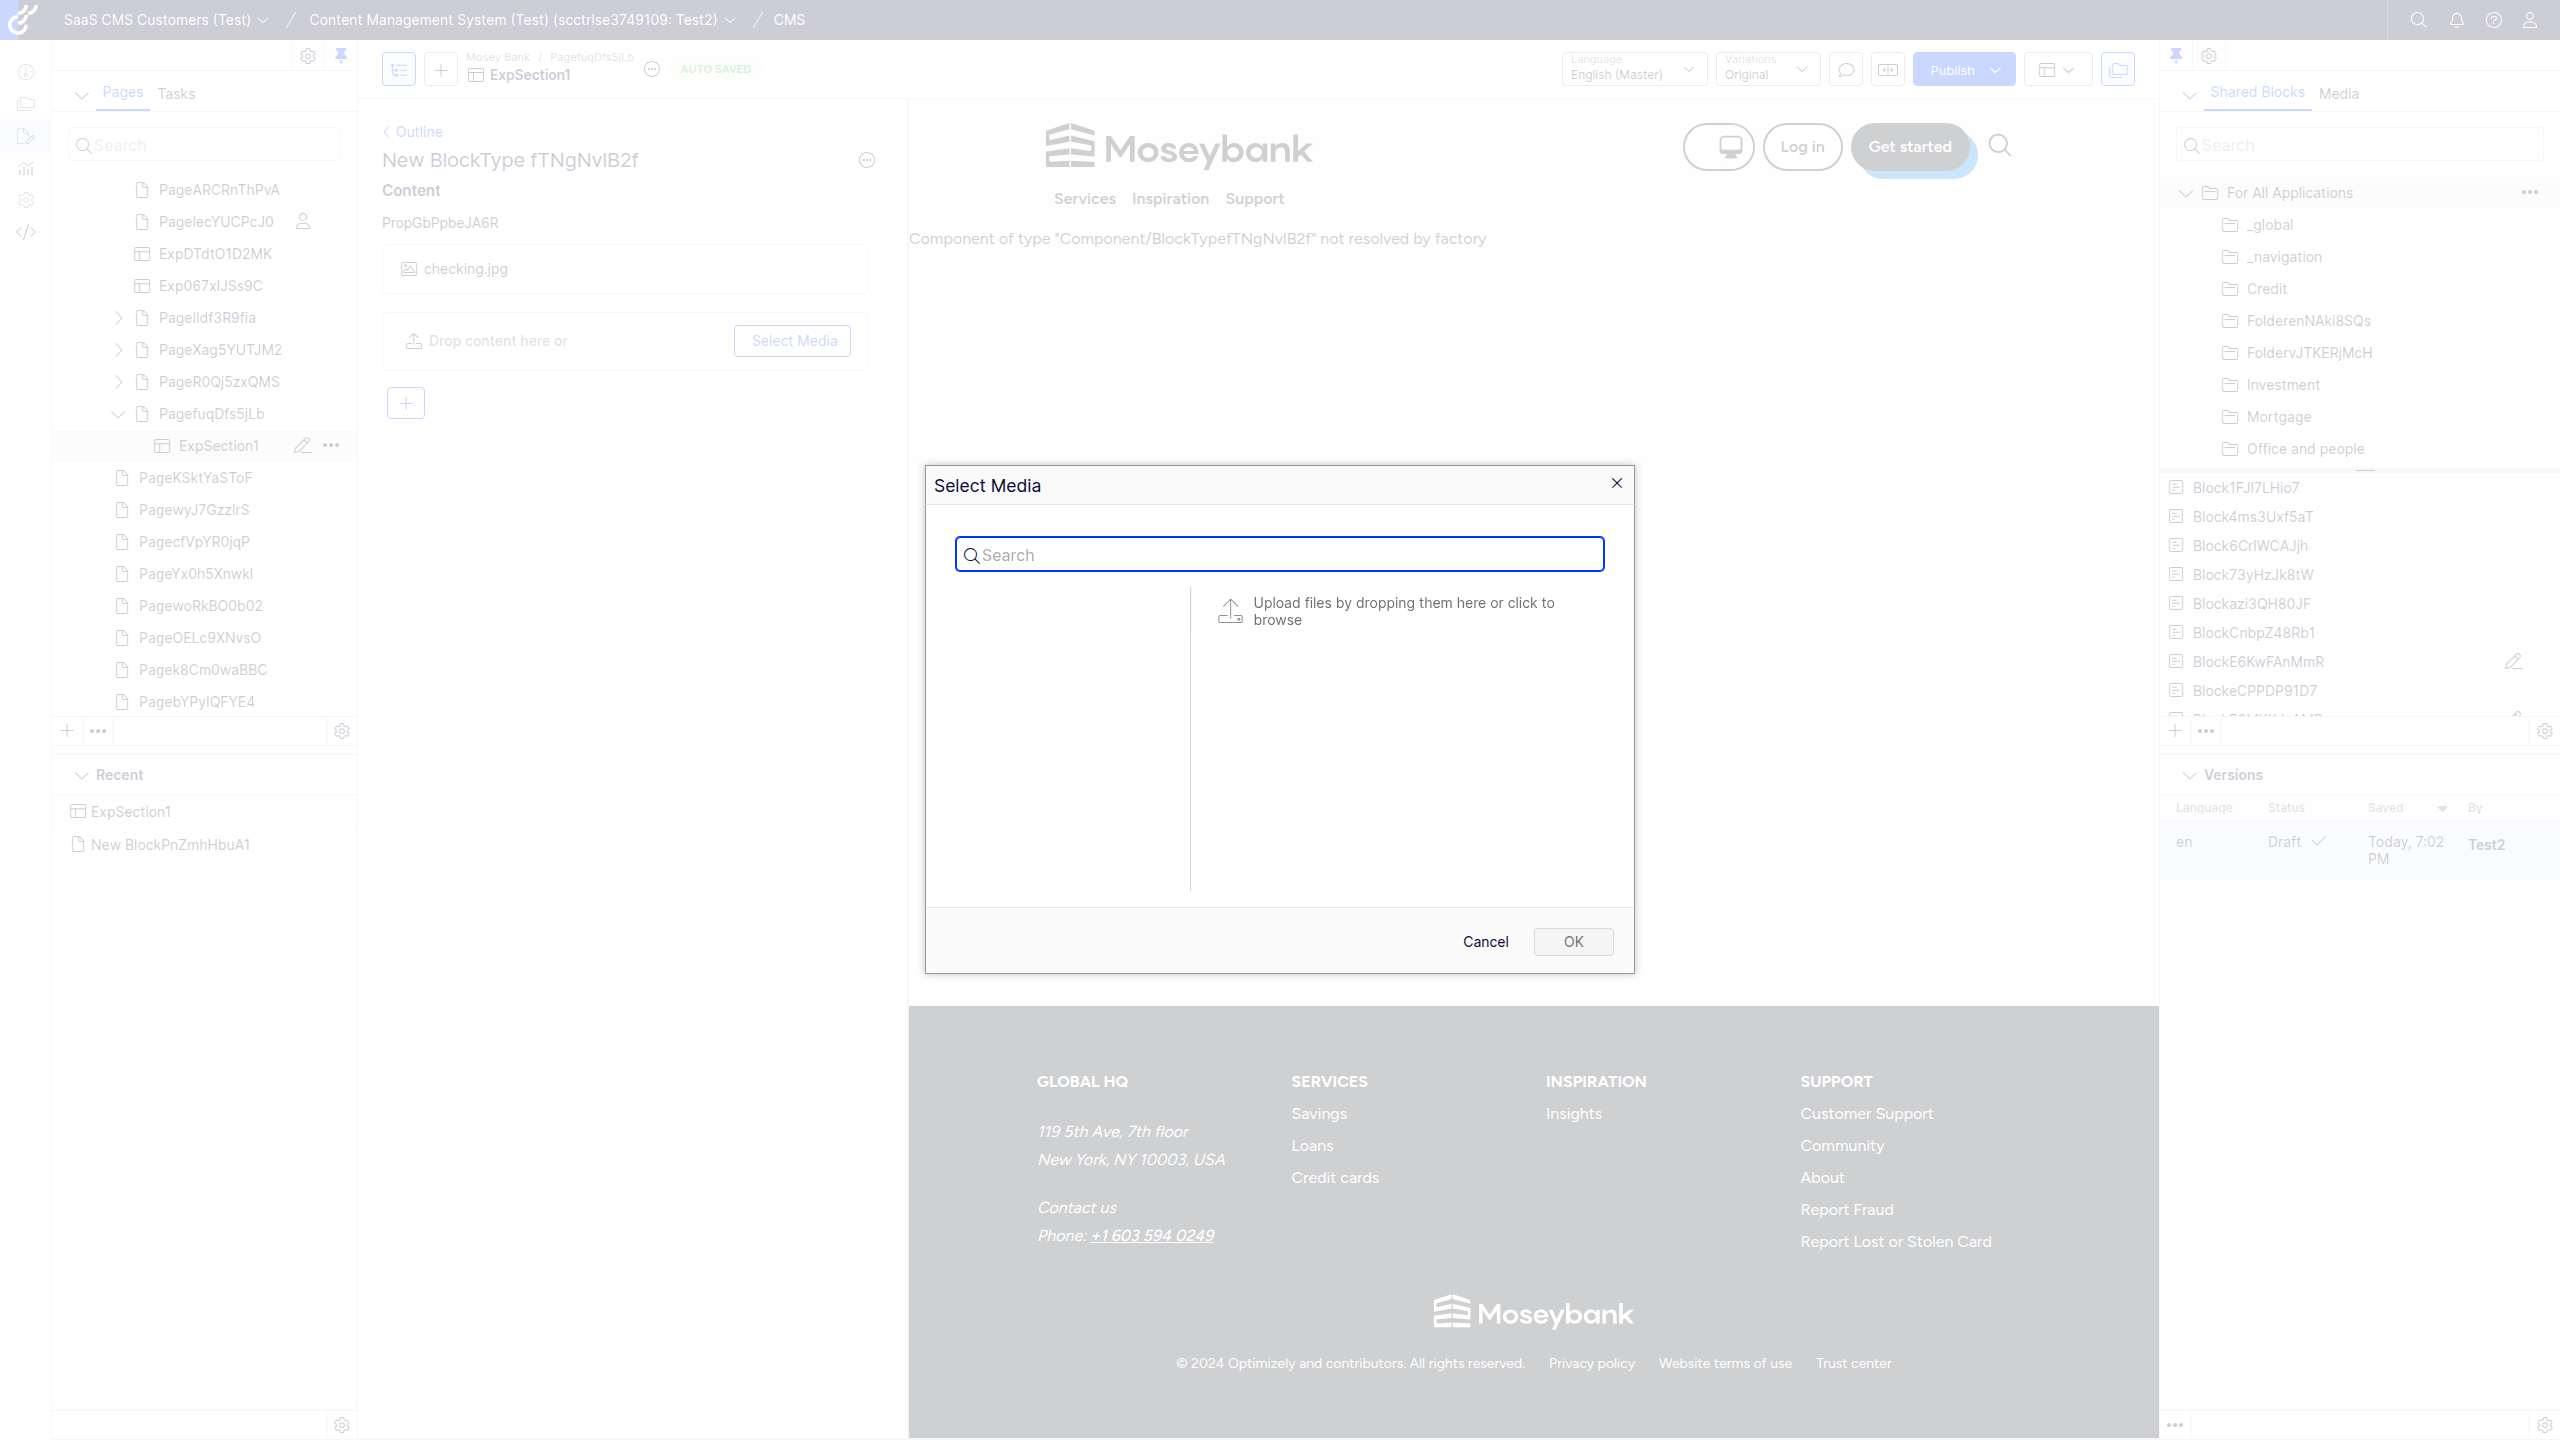 SaaS CMS Customers (Test) / Content Management System (Test) (scctrlse3749109: Test2) / CMS
Pages Tasks
Search
PageARCRnThPvA
PagelecYUCPcJ0
ExpDTdtO1D2MK
Exp067xIJSs9C
PageIldf3R9fia
PageXag5YUTJM2
PageR0Qj5zxQMS
PagefuqDfs5jLb
ExpSection1
PageKSktYaSToF
PagewyJ7GzzIrS
PagecfVpYR0jqP
PageYx0h5Xnwkl
PagewoRkBO0b02
PageOELc9XNvsO
Pagek8Cm0waBBC
PagebYPyIQFYE4
Recent
ExpSection1
New BlockPnZmhHbuA1
Mosey Bank / PagefuqDfs5jLb
ExpSection1
AUTO SAVED
Language
English (Master)
Variations
Original
Publish
Outline
New BlockType fTNgNvlB2f
Content
PropGbPpbeJA6R
checking.jpg
Drop content here or
Select Media
Moseybank
Log in
Get started
Services Inspiration Support
Component of type "Component/BlockTypefTNgNvlB2f" not resolved by factory
Select Media
Search
Upload files by dropping them here or click to
browse
Cancel
OK
GLOBAL HQ
119 5th Ave, 7th floor
New York, NY 10003, USA
Contact us
Phone: +1 603 594 0249
SERVICES
Savings
Loans
Credit cards
INSPIRATION
Insights
SUPPORT
Customer Support
Community
About
Report Fraud
Report Lost or Stolen Card
Moseybank
© 2024 Optimizely and contributors. All rights reserved. Privacy policy Website terms of use Trust center
Shared Blocks Media
Search
For All Applications
_global
_navigation
Credit
FolderenNAki8SQs
FoldervJTKERjMcH
Investment
Mortgage
Office and people
Block1FJl7LHio7
Block4ms3Uxf5aT
Block6CrlWCAJjh
Block73yHzJk8tW
Blockazi3QH80JF
BlockCnbpZ48Rb1
BlockE6KwFAnMmR
BlockeCPPDP91D7
Versions
Language Status Saved By
en Draft Today, 7:02 PM Test2